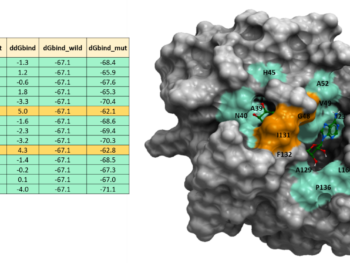 ddGbind dGbind_wild dGbind_mut
-1.3 -67.1 -68.4
1.2 -67.1 -65.9
-0.6 -67.1 -67.6
1.8 -67.1 -65.3
-3.3 -67.1 -70.4
5.0 -67.1 -62.1
-1.6 -67.1 -68.6
-2.3 -67.1 -69.4
-3.2 -67.1 -70.3
4.3 -67.1 -62.8
-1.4 -67.1 -68.5
-0.2 -67.1 -67.3
0.1 -67.1 -67.0
-4.0 -67.1 -71.1
H45
A52
A39
N40
I131
F132
P136